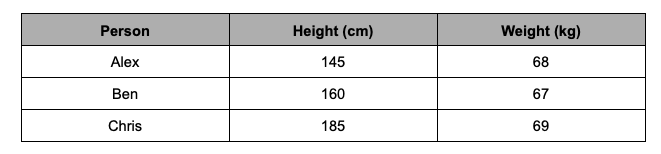 Person Height (cm) Weight (kg)
Alex 145 68
Ben 160 67
Chris 185 69